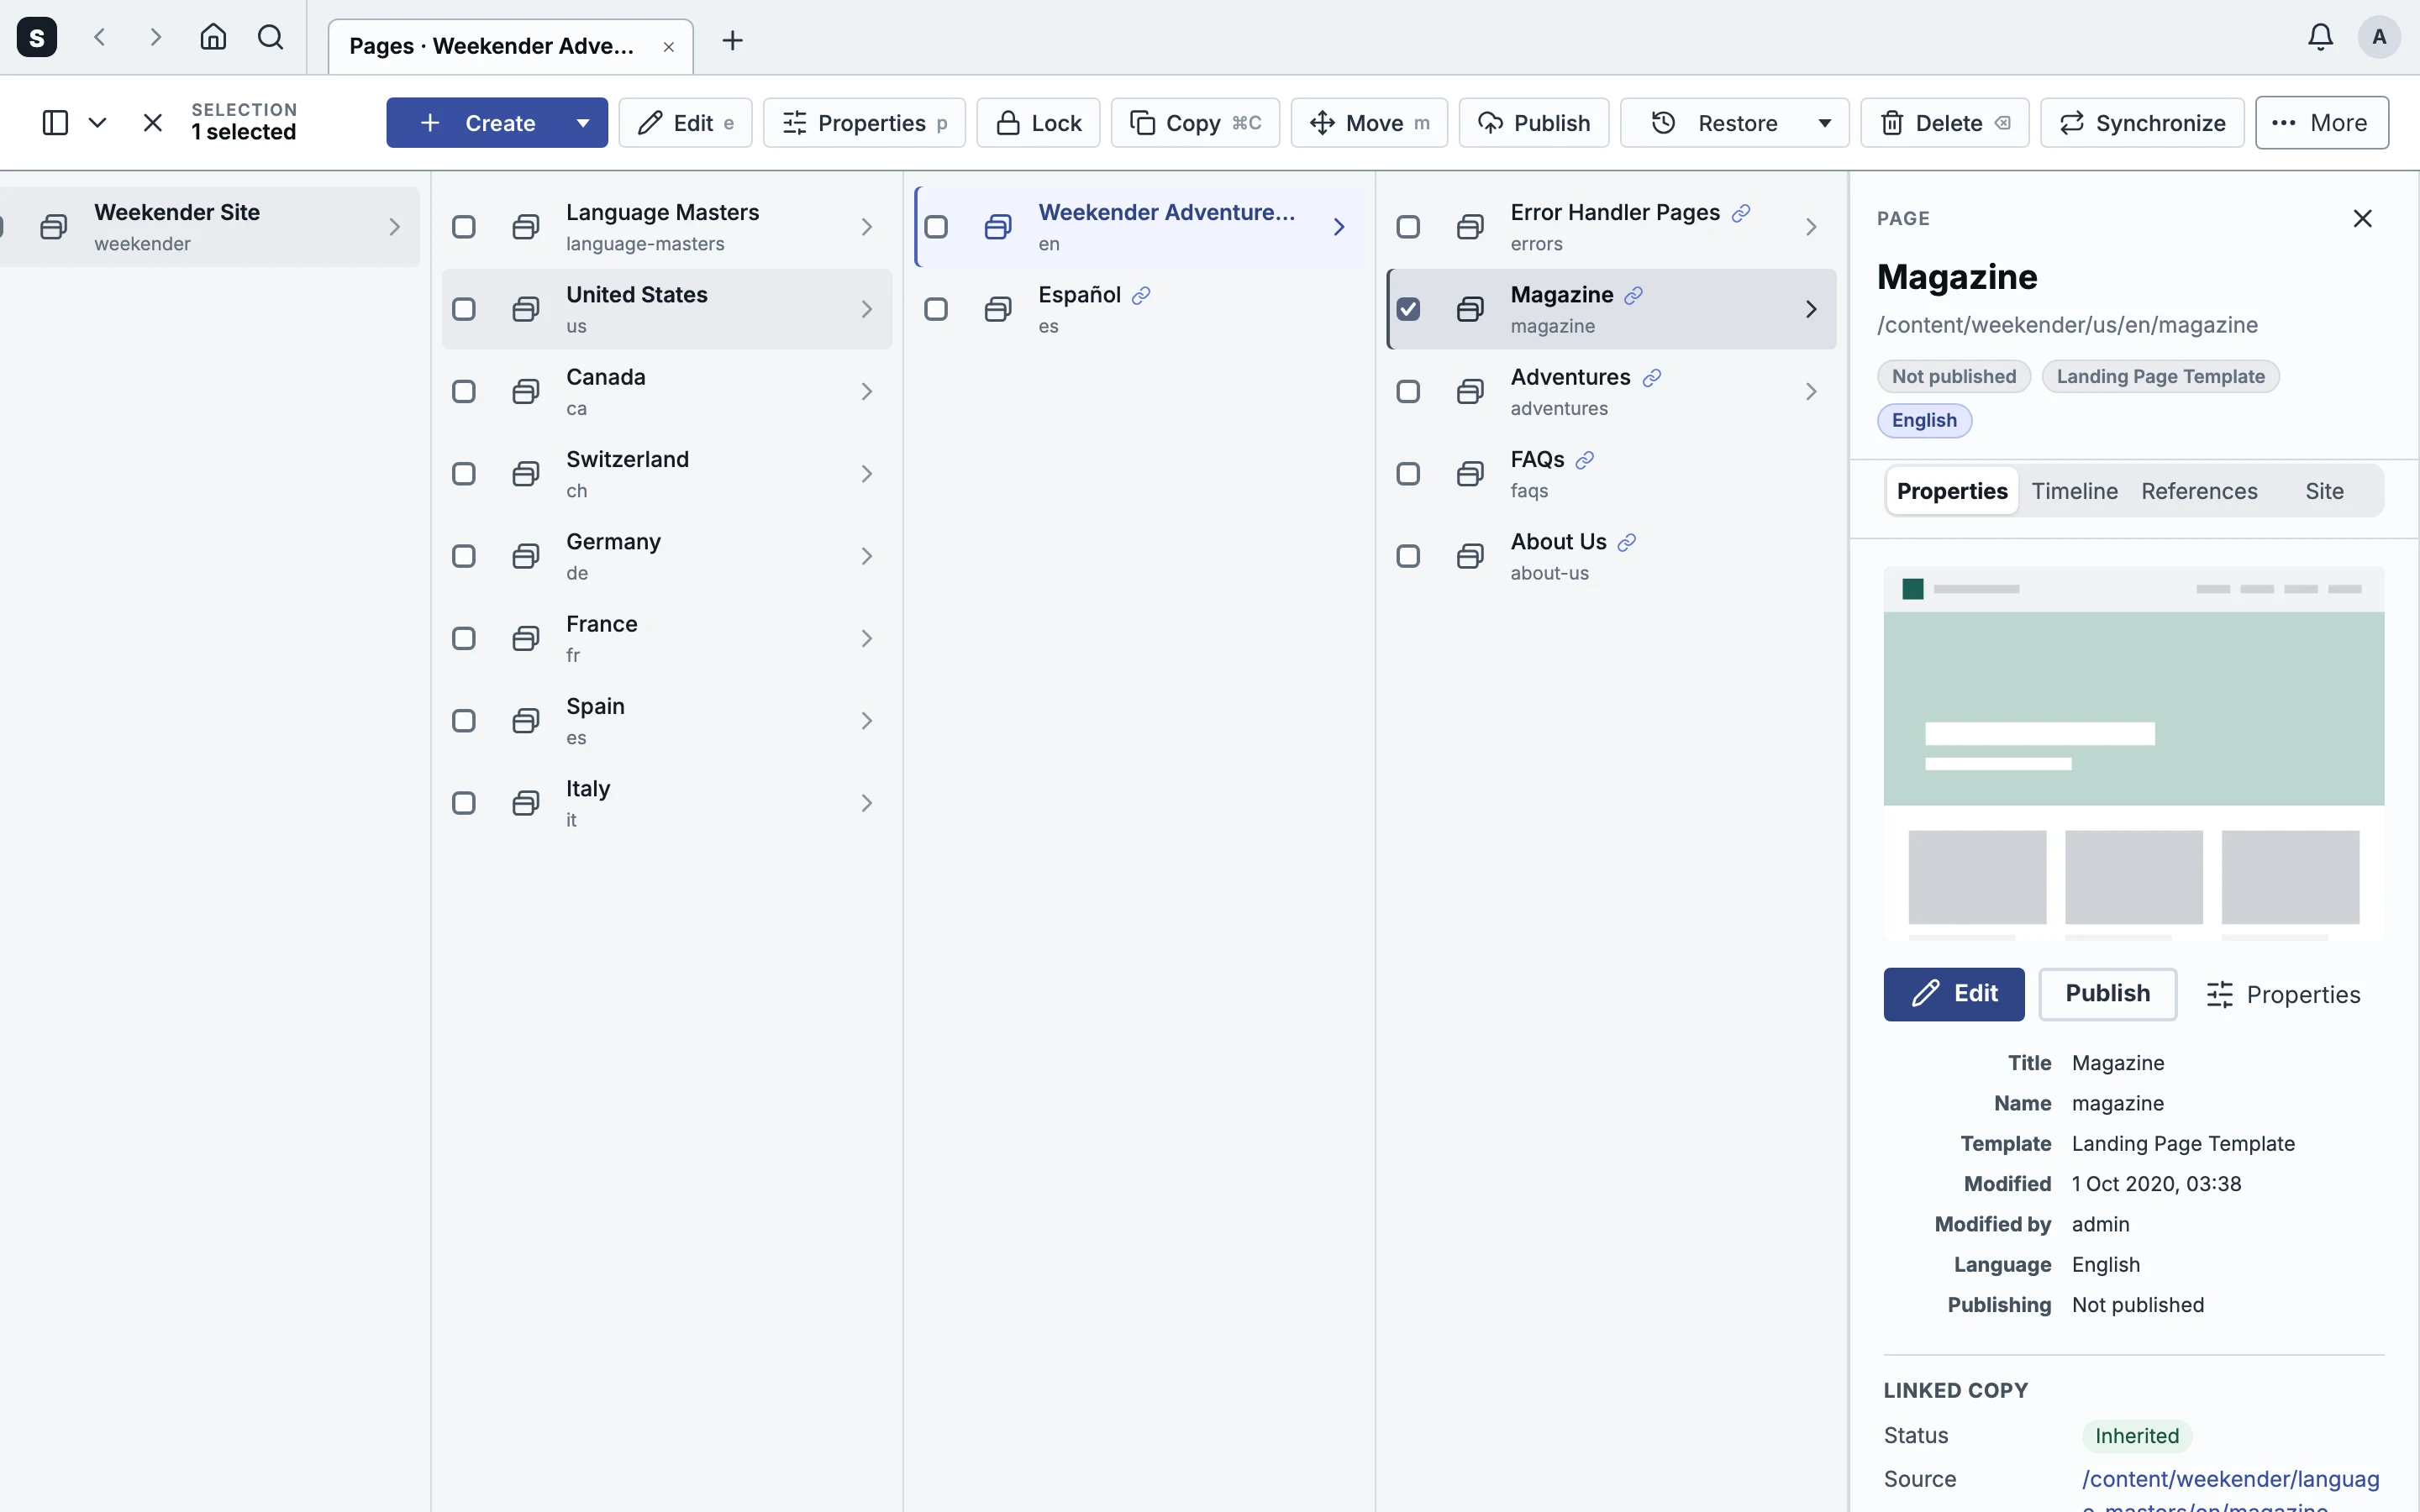 S
Pages · Weekender Adve...
A
SELECTION
1 selected
Create
Edit e
Properties p
Lock
Copy ⌘C
Move m
Publish
Restore
Delete
Synchronize
More
Weekender Site
weekender
Language Masters
language-masters
United States
us
Canada
ca
Switzerland
ch
Germany
de
France
fr
Spain
es
Italy
it
Weekender Adventure...
en
Español
es
Error Handler Pages
errors
Magazine
magazine
Adventures
adventures
FAQs
faqs
About Us
about-us
PAGE
Magazine
/content/weekender/us/en/magazine
Not published
Landing Page Template
English
Properties
Timeline
References
Site
Edit
Publish
Properties
Title Magazine
Name magazine
Template Landing Page Template
Modified 1 Oct 2020, 03:38
Modified by admin
Language English
Publishing Not published
LINKED COPY
Status Inherited
Source /content/weekender/languag
e-masters/en/magazine